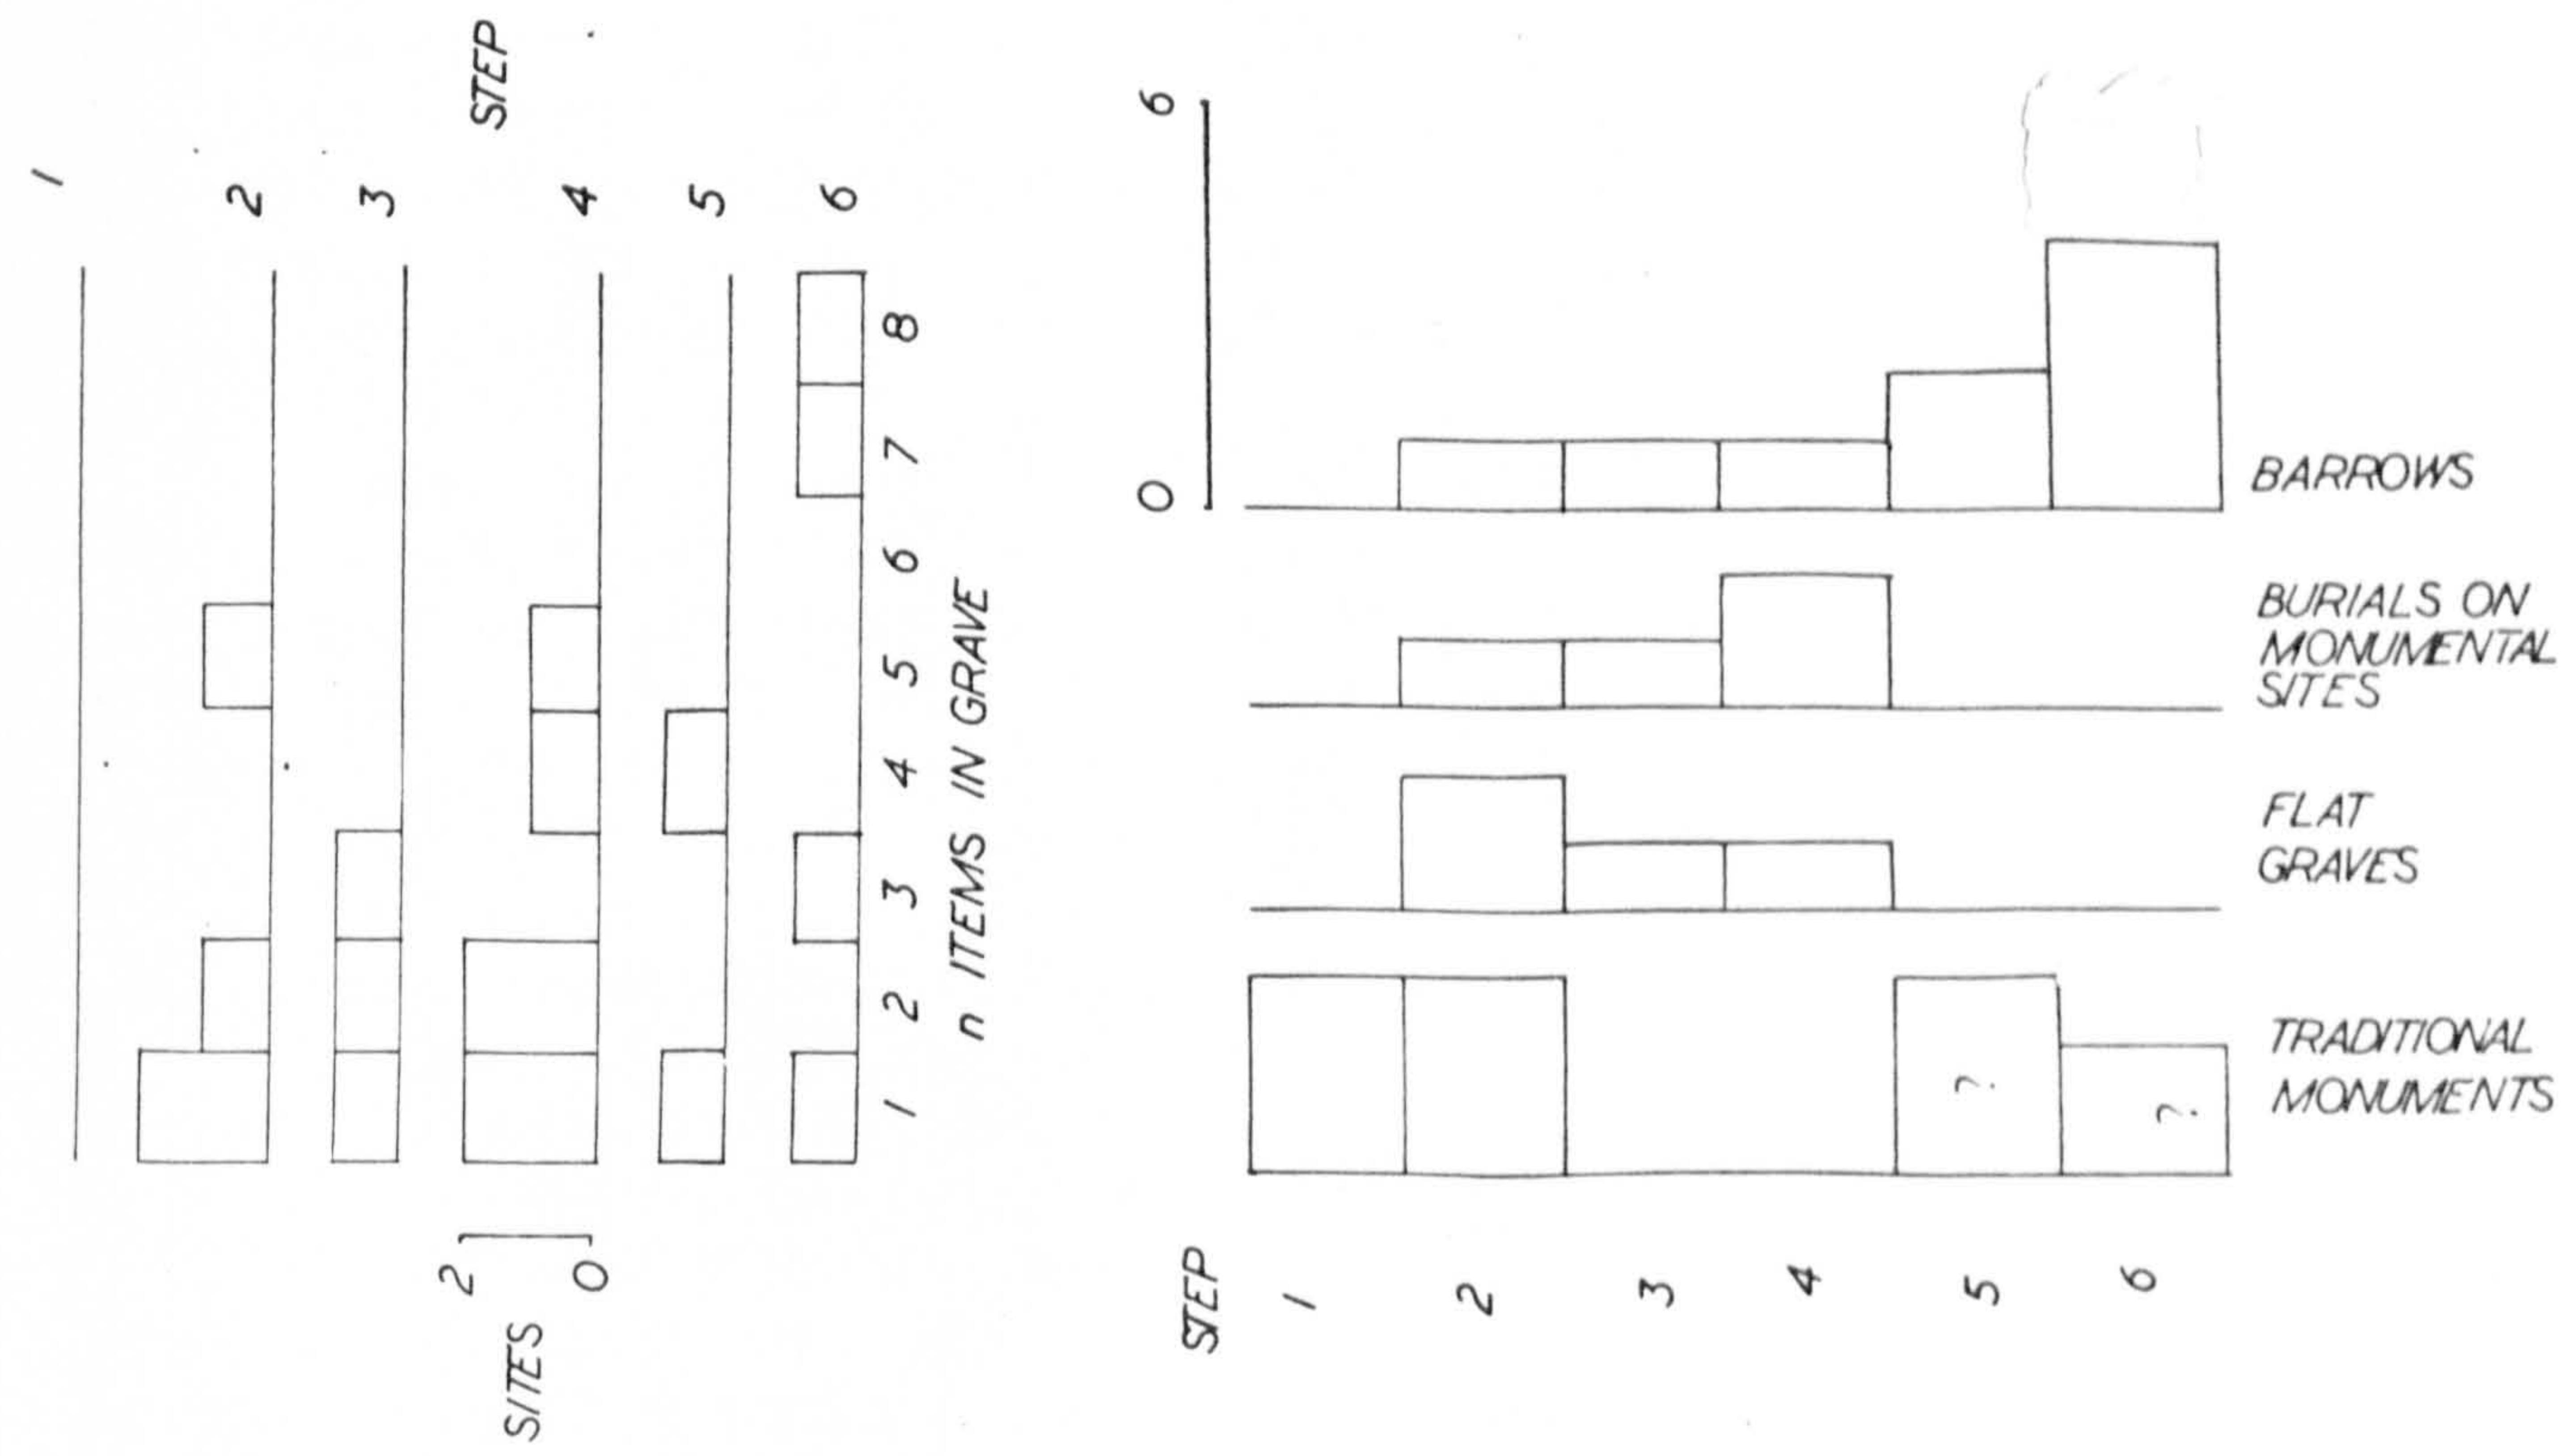 STEP
1
2
3
4
5
6
1 2 3 4 5 6 7 8
n ITEMS IN GRAVE
2
0
SITES
6
0
BARROWS
BURIALS ON
MONUMENTAL
SITES
FLAT
GRAVES
TRADITIONAL
MONUMENTS
?
?
STEP
1 2 3 4 5 6